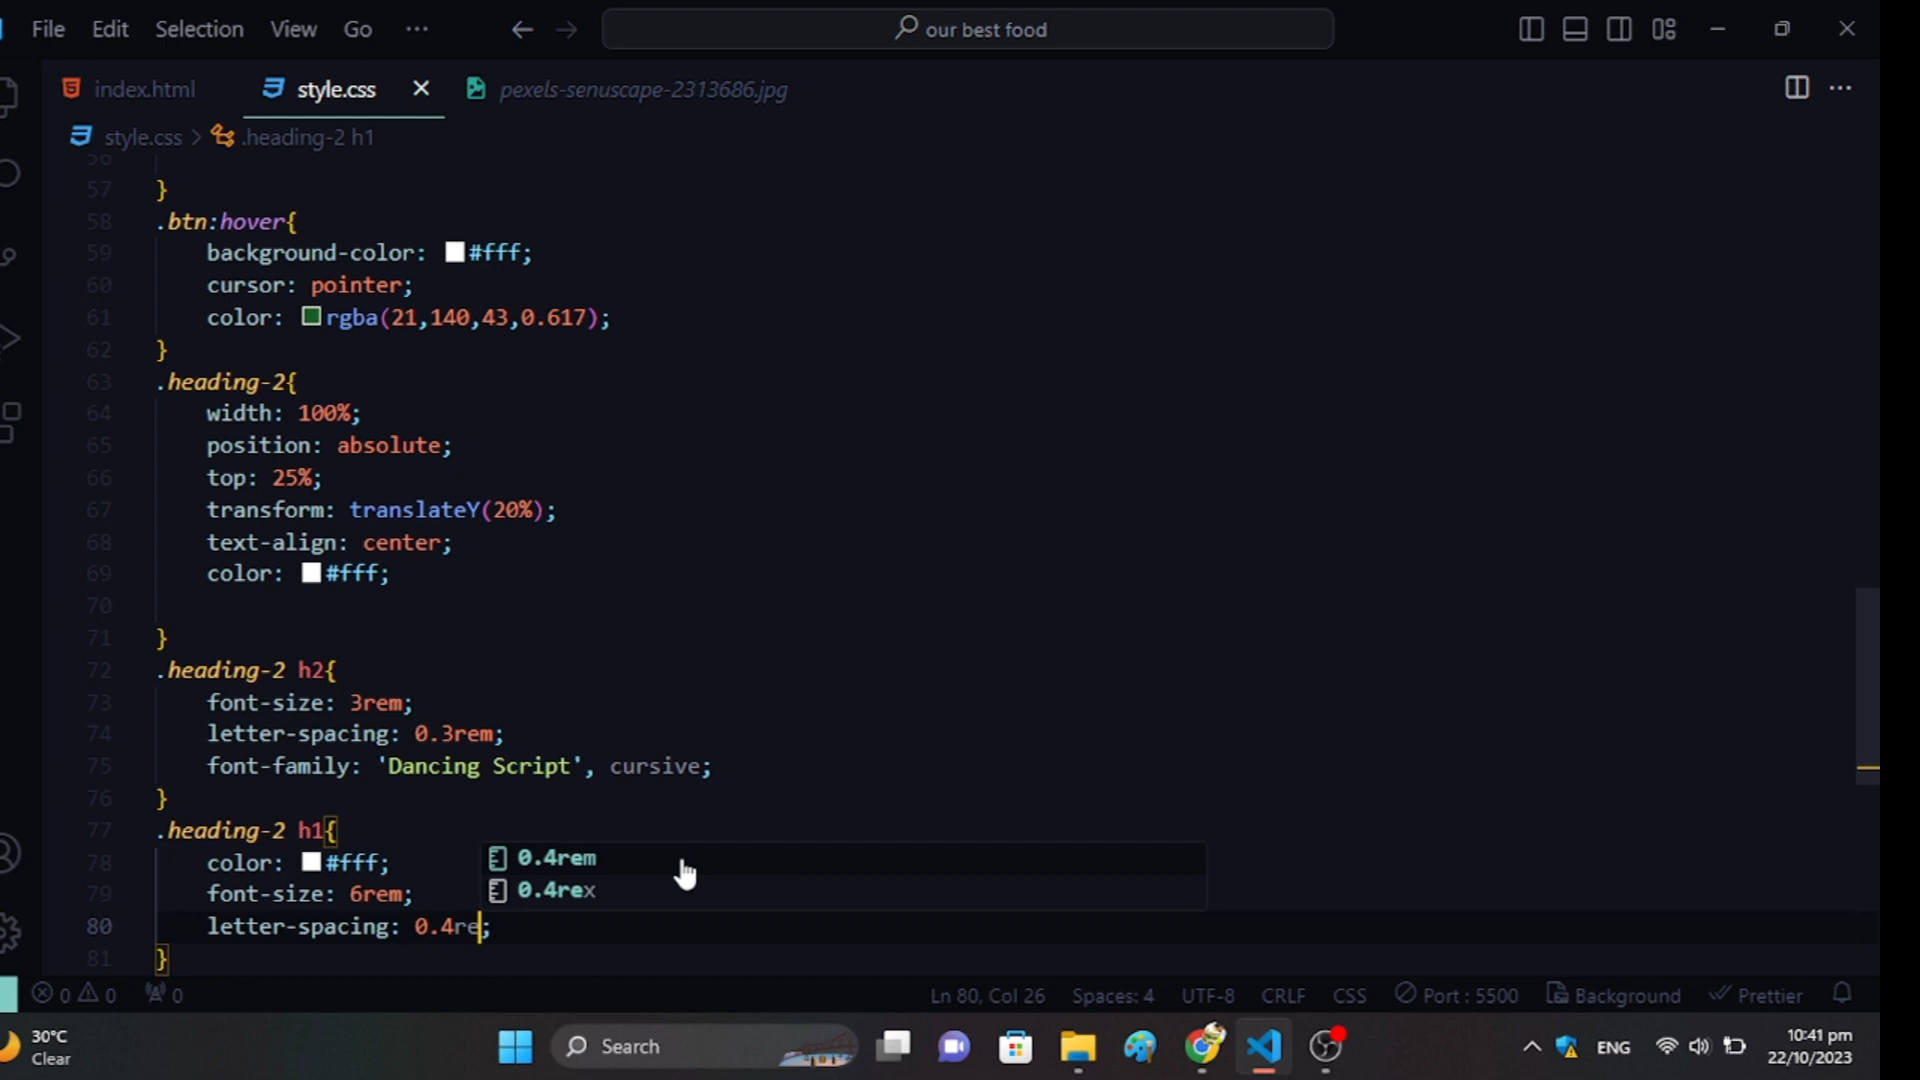 File Edit Selection View Go ··· our best food
index.html style.css pexels-senuscape-2313686.jpg
style.css > .heading-2 h1
56
57 }
58 .btn:hover{
59 background-color: #fff;
60 cursor: pointer;
61 color: rgba(21,140,43,0.617);
62 }
63 .heading-2{
64 width: 100%;
65 position: absolute;
66 top: 25%;
67 transform: translateY(20%);
68 text-align: center;
69 color: #fff;
70
71 }
72 .heading-2 h2{
73 font-size: 3rem;
74 letter-spacing: 0.3rem;
75 font-family: 'Dancing Script', cursive;
76 }
77 .heading-2 h1{
78 color: #fff;
0.4rem
79 font-size: 6rem;
0.4rex
80 letter-spacing: 0.4re;
81 }
0 0 0 Ln 80, Col 26 Spaces: 4 UTF-8 CRLF CSS Port : 5500 Background Prettier
30°C
Clear
Search
ENG
10:41 pm
22/10/2023